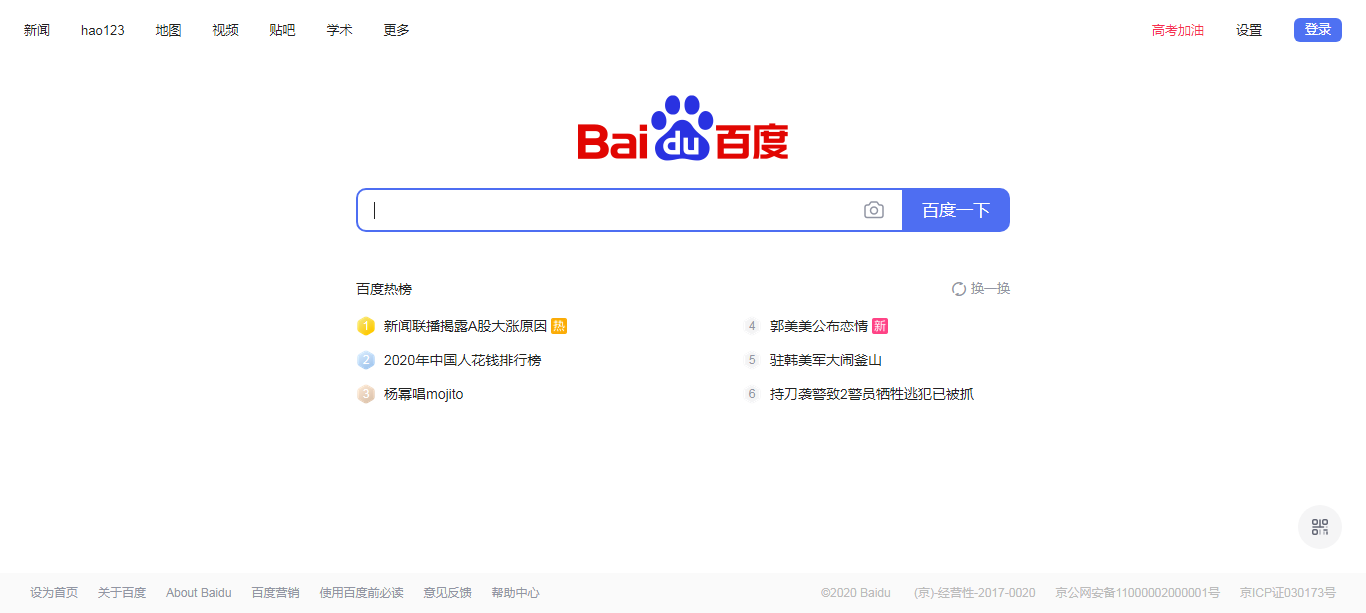 新闻 hao123 地图 视频 贴吧 学术 更多 高考加油 设置 登录
Bai du 百度
百度一下
百度热榜 换一换
1 新闻联播揭露A股大涨原因 热
2 2020年中国人花钱排行榜
3 杨幂唱mojito
4 郭美美公布恋情 新
5 驻韩美军大闹釜山
6 持刀袭警致2警员牺牲逃犯已被抓
设为首页 关于百度 About Baidu 百度营销 使用百度前必读 意见反馈 帮助中心 ©2020 Baidu (京)-经营性-2017-0020 京公网安备11000002000001号 京ICP证030173号